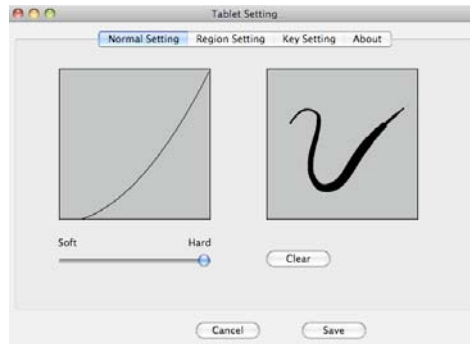 Tablet Setting
Normal Setting Region Setting Key Setting About
Soft Hard
Clear
Cancel Save